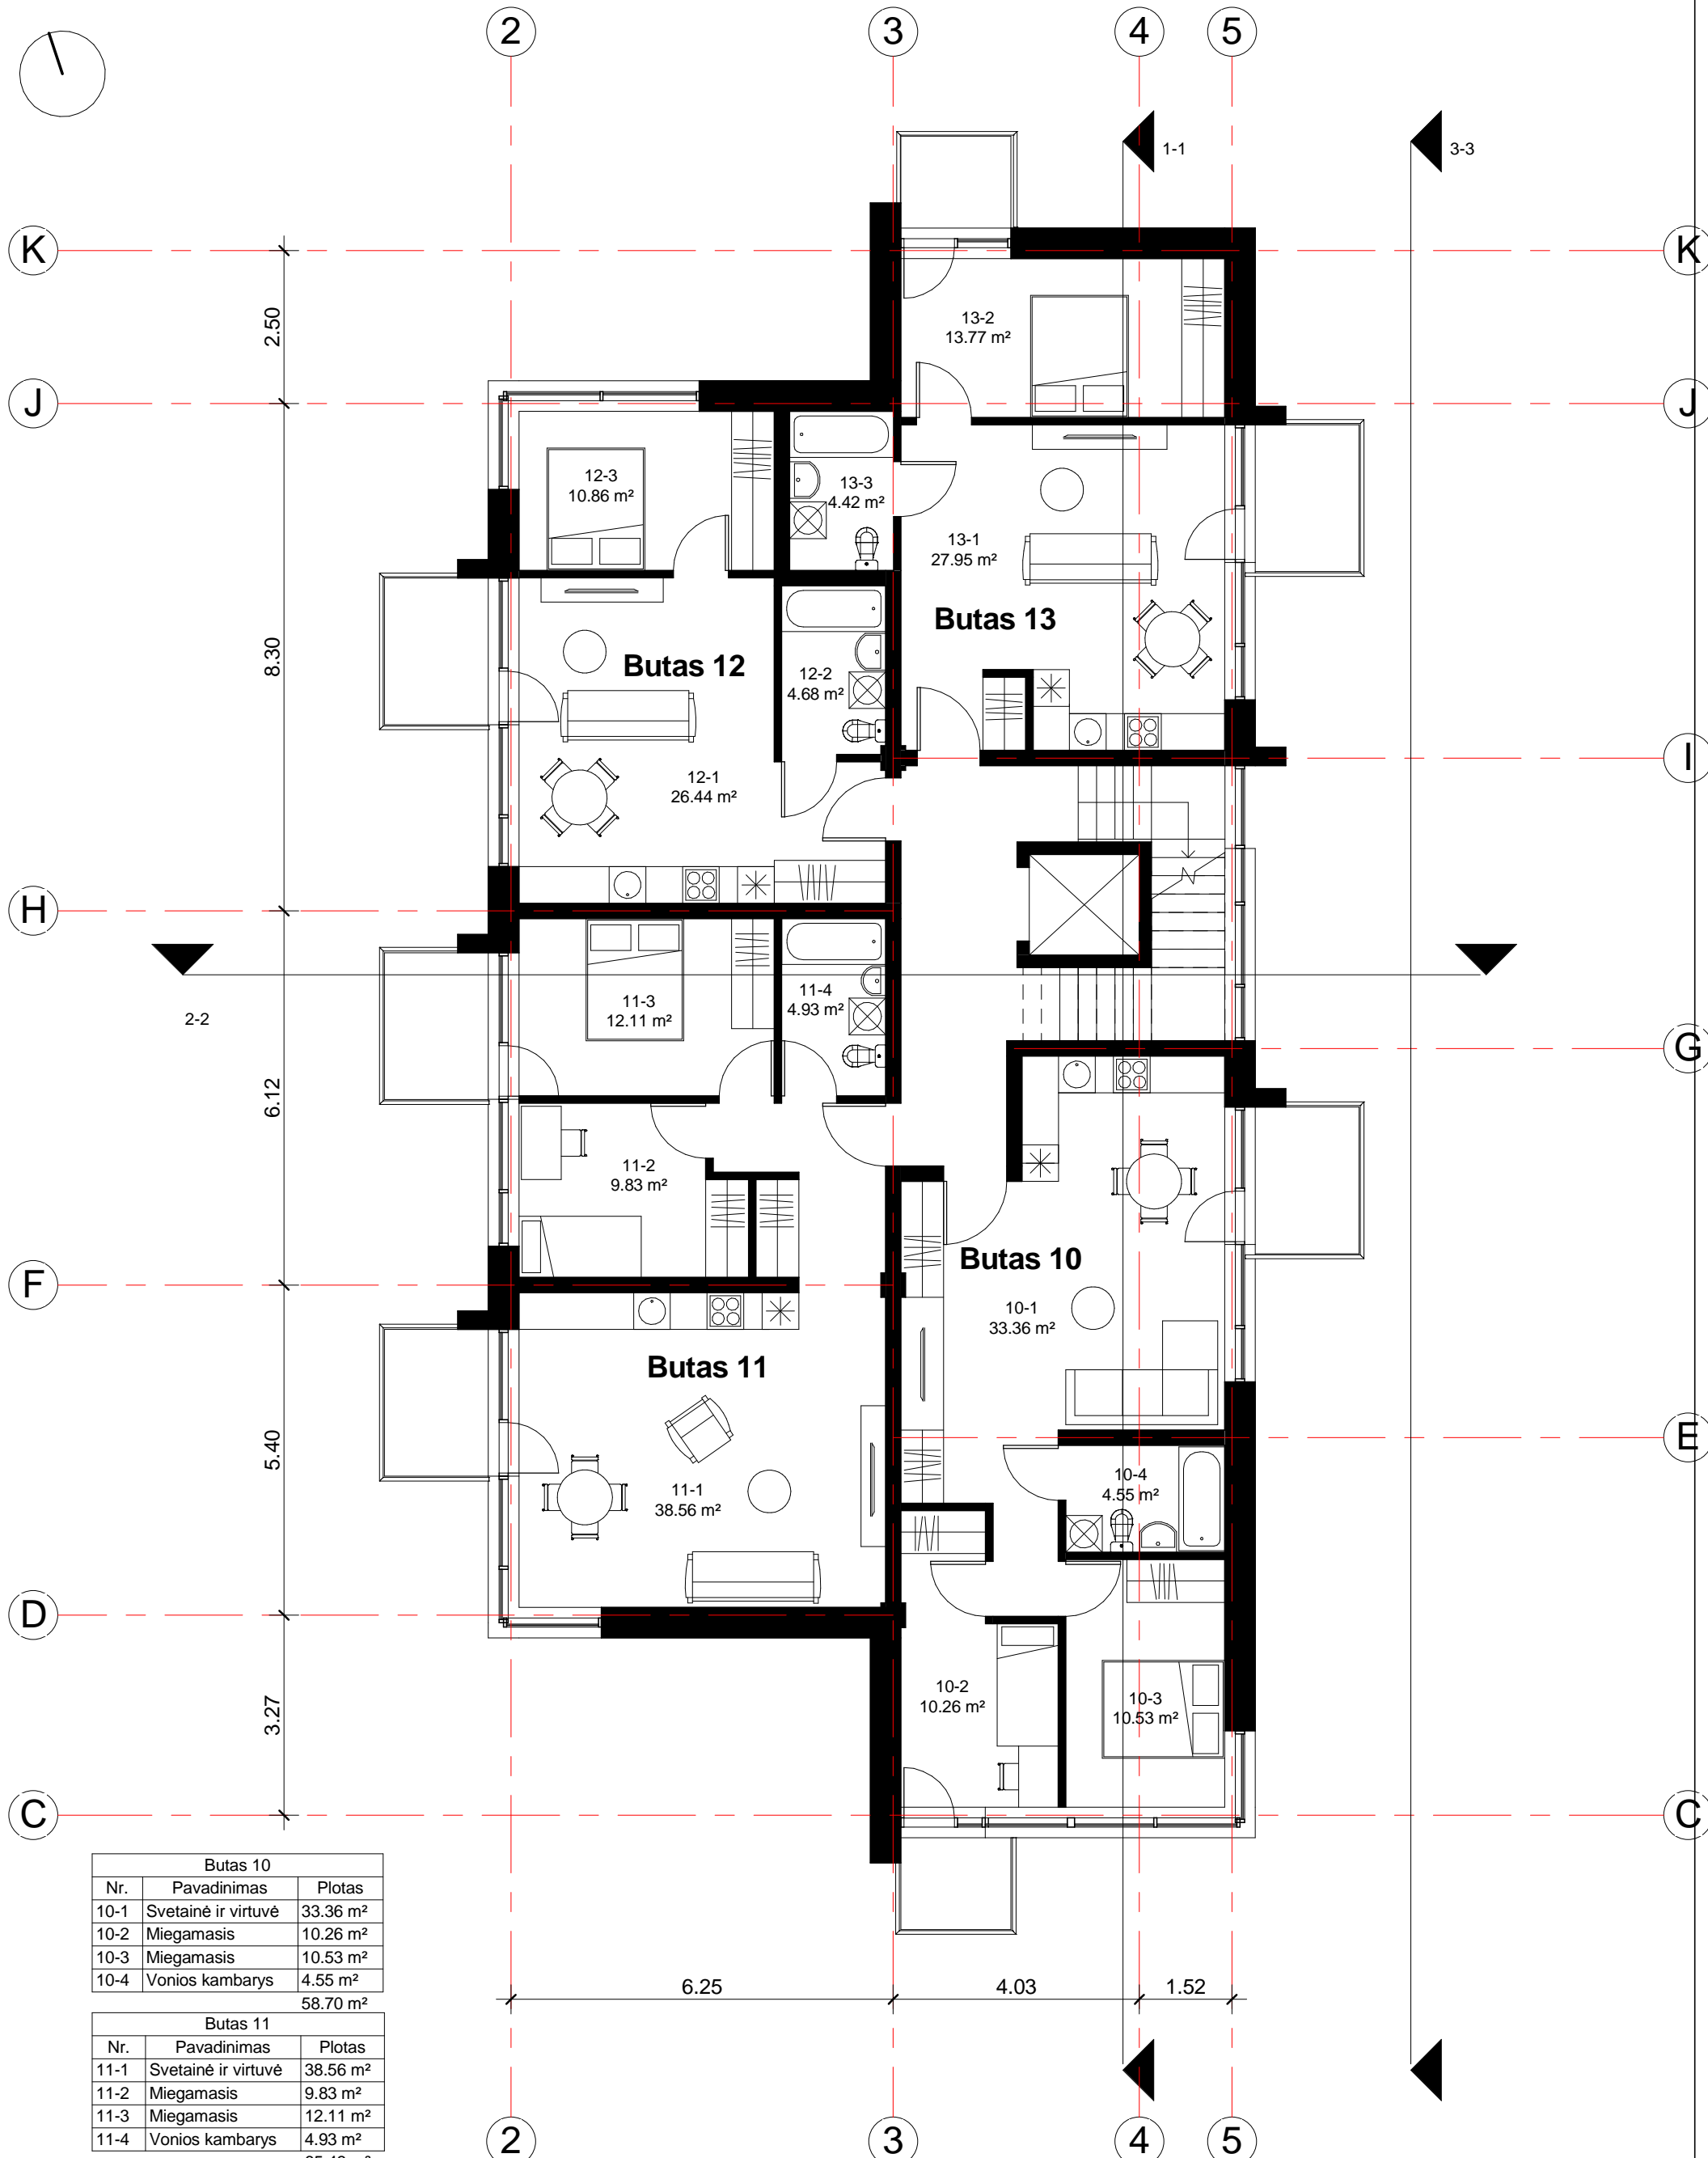 2
3
4
5
1-1
3-3
K
K
2.50
13-2
13.77 m²
J
J
12-3
10.86 m²
13-3
4.42 m²
13-1
27.95 m²
Butas 13
8.30
Butas 12
12-2
4.68 m²
I
12-1
26.44 m²
H
11-3
12.11 m²
11-4
4.93 m²
2-2
G
6.12
11-2
9.83 m²
Butas 10
F
10-1
33.36 m²
Butas 11
5.40
E
11-1
38.56 m²
10-4
4.55 m²
D
3.27
10-2
10.26 m²
10-3
10.53 m²
C
C
Butas 10
Nr. Pavadinimas Plotas
10-1 Svetainė ir virtuvė 33.36 m²
10-2 Miegamasis 10.26 m²
10-3 Miegamasis 10.53 m²
10-4 Vonios kambarys 4.55 m²
58.70 m²
6.25
4.03
1.52
Butas 11
Nr. Pavadinimas Plotas
11-1 Svetainė ir virtuvė 38.56 m²
11-2 Miegamasis 9.83 m²
11-3 Miegamasis 12.11 m²
11-4 Vonios kambarys 4.93 m²
2
3
4
5